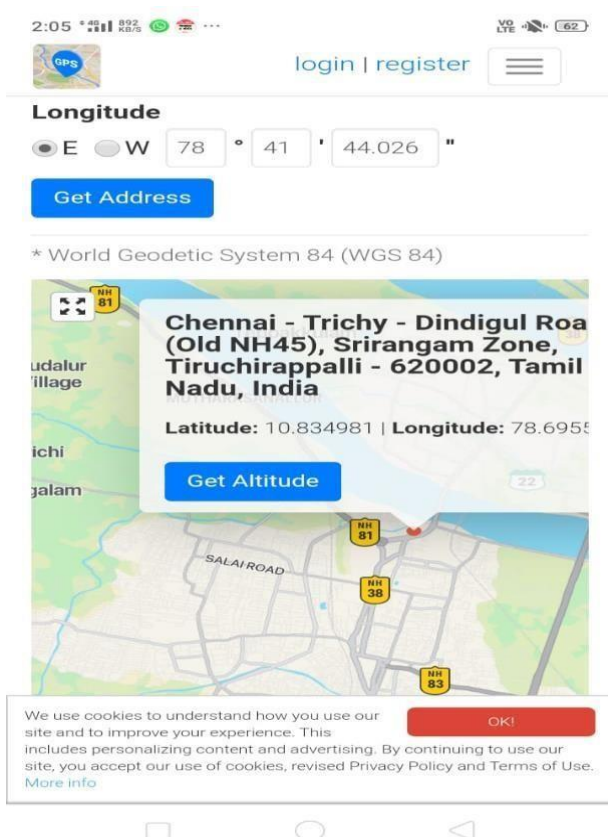 2:05 4G 892 KB/S ... VO LTE 62
GPS
login | register
Longitude
E W 78 ° 41 ' 44.026 "
Get Address
* World Geodetic System 84 (WGS 84)
NH 81
Chennai - Trichy - Dindigul Roa
(Old NH45), Srirangam Zone,
Tiruchirappalli - 620002, Tamil
Nadu, India
udalur
illage
Latitude: 10.834981 | Longitude: 78.6955
ichi
Get Altitude
galam
22
NH 81
SALAI ROAD
NH 38
NH 83
We use cookies to understand how you use our
site and to improve your experience. This
includes personalizing content and advertising. By continuing to use our
site, you accept our use of cookies, revised Privacy Policy and Terms of Use.
More info
OK!